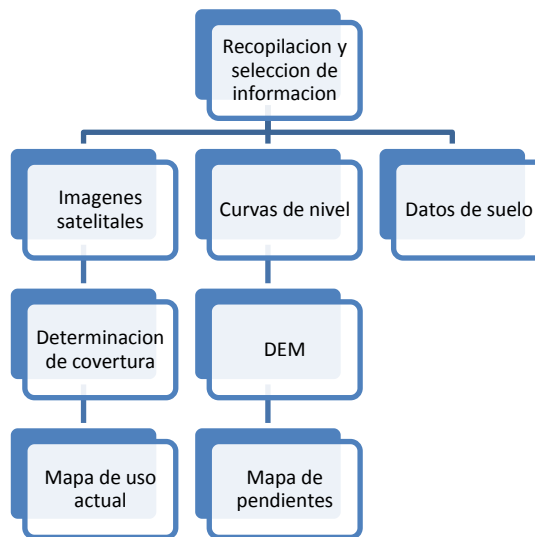 Recopilacion y
seleccion de
informacion
Imagenes
satelitales
Curvas de nivel
Datos de suelo
Determinacion
de covertura
DEM
Mapa de uso
actual
Mapa de
pendientes